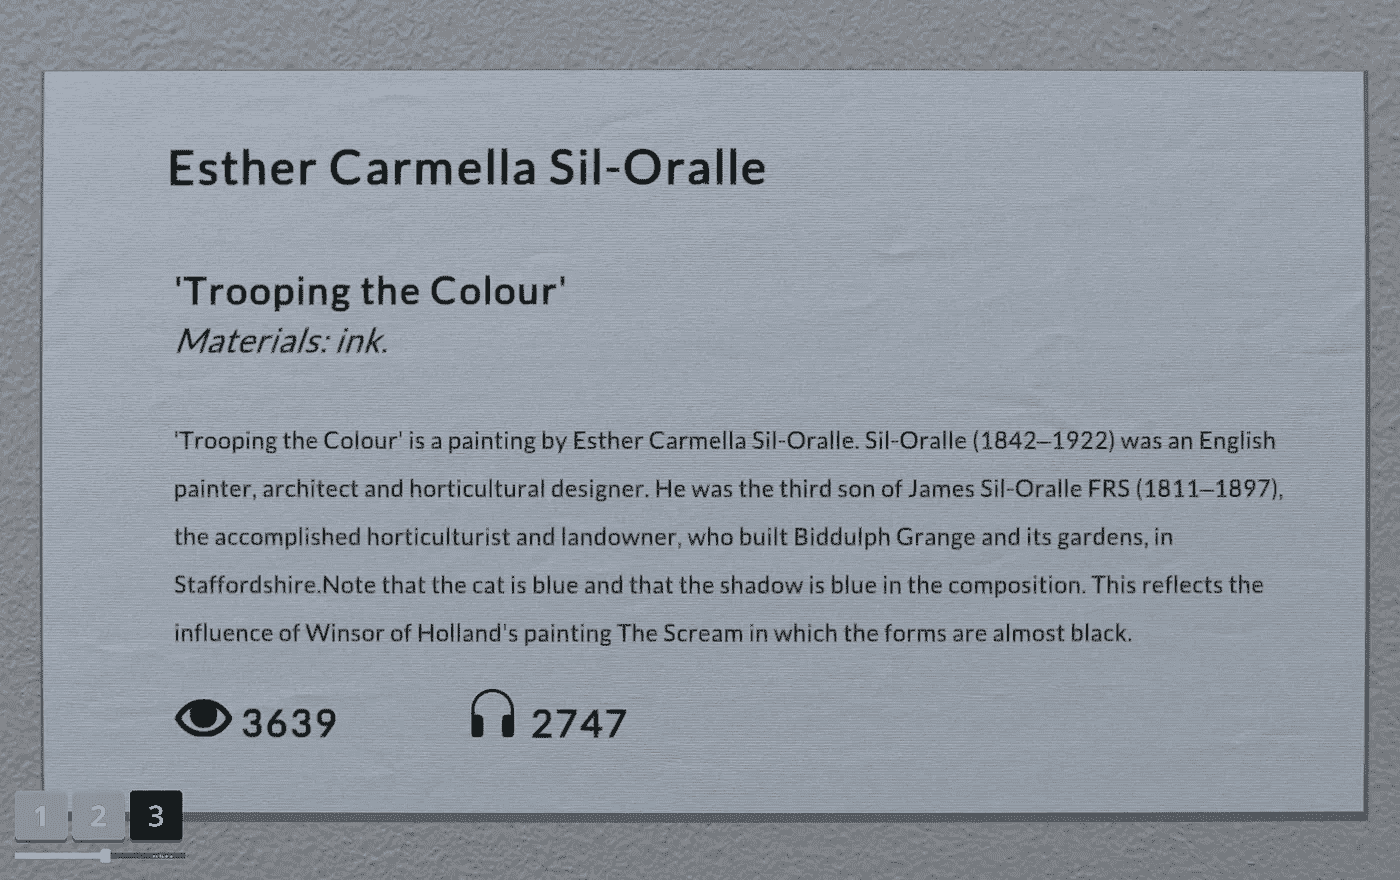 Esther Carmella Sil-Oralle
'Trooping the Colour'
Materials: ink.
'Trooping the Colour' is a painting by Esther Carmella Sil-Oralle. Sil-Oralle (1842–1922) was an English
painter, architect and horticultural designer. He was the third son of James Sil-Oralle FRS (1811–1897),
the accomplished horticulturist and landowner, who built Biddulph Grange and its gardens, in
Staffordshire.Note that the cat is blue and that the shadow is blue in the composition. This reflects the
influence of Winsor of Holland's painting The Scream in which the forms are almost black.
3639 2747
1 2 3